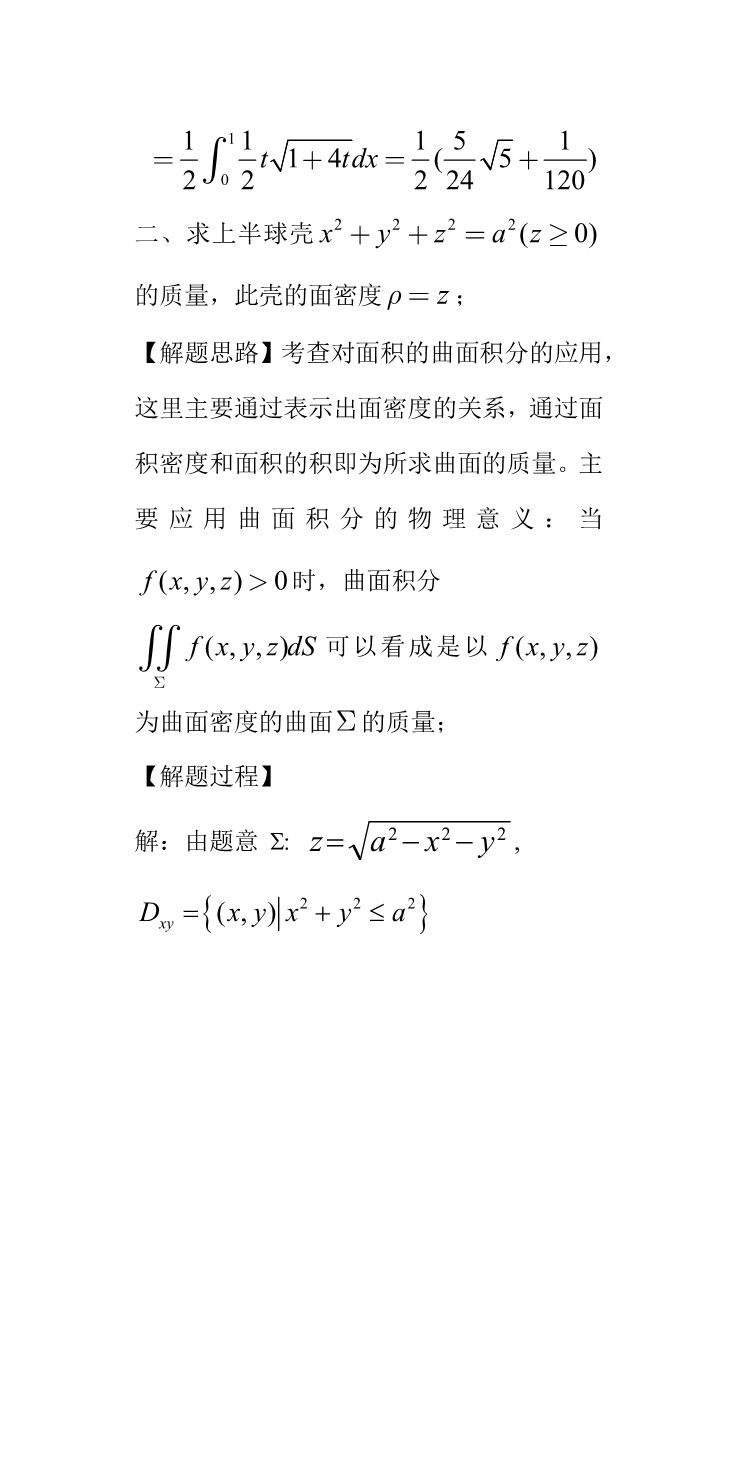 $=\frac{1}{2}\int_{0}^{1}\frac{1}{2}t\sqrt{1+4t}dx=\frac{1}{2}(\frac{5}{24}\sqrt{5}+\frac{1}{120})$
二、求上半球壳 $x^2+y^2+z^2=a^2(z\geq 0)$
的质量，此壳的面密度 $\rho=z$；
【解题思路】考查对面积的曲面积分的应用，
这里主要通过表示出面密度的关系，通过面
积密度和面积的积即为所求曲面的质量。主
要应用曲面积分的物理意义：当
$f(x,y,z)>0$时，曲面积分
$\iint_{\Sigma}f(x,y,z)dS$ 可以看成是以 $f(x,y,z)$
为曲面密度的曲面$\Sigma$的质量；
【解题过程】
解：由题意 $\Sigma$: $z=\sqrt{a^2-x^2-y^2}$,
$D_{xy}=\{(x,y)|x^2+y^2\leq a^2\}$